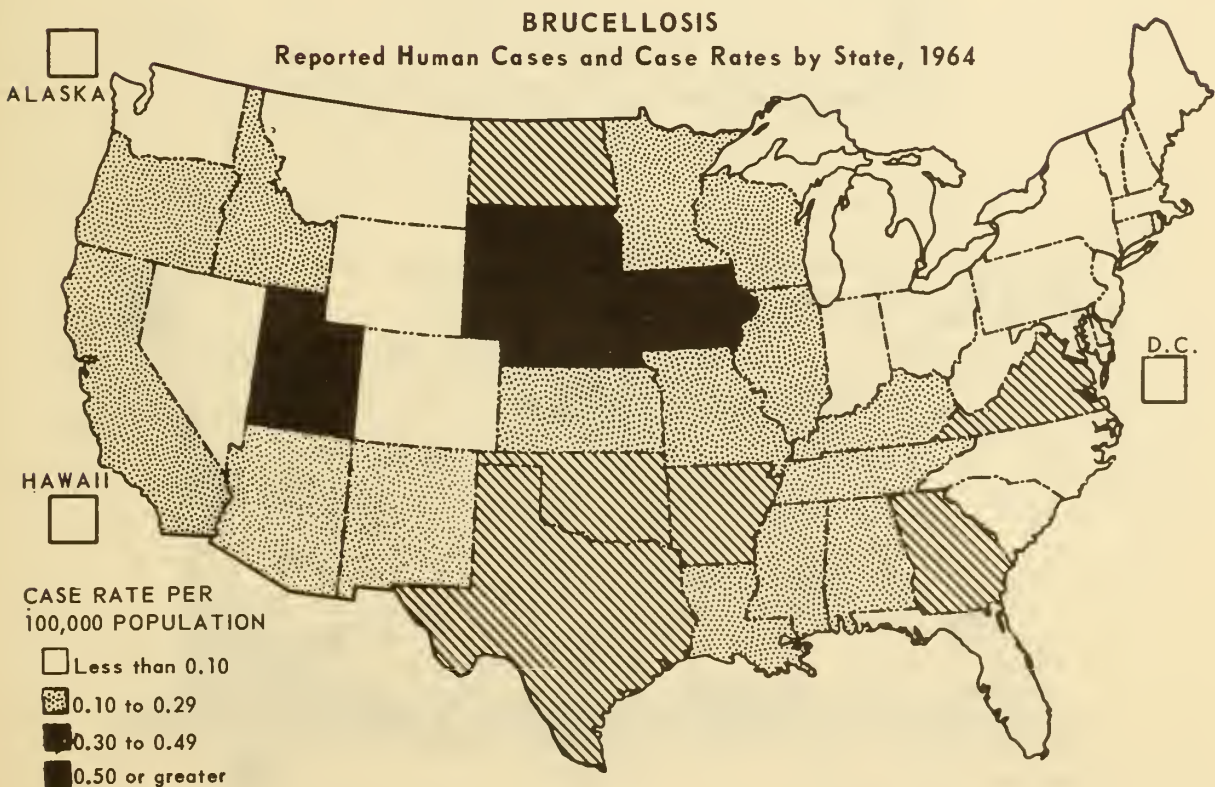 BRUCELLOSIS
Reported Human Cases and Case Rates by State, 1964
ALASKA
D.C.
HAWAII
CASE RATE PER
100,000 POPULATION
Less than 0.10
0.10 to 0.29
0.30 to 0.49
0.50 or greater